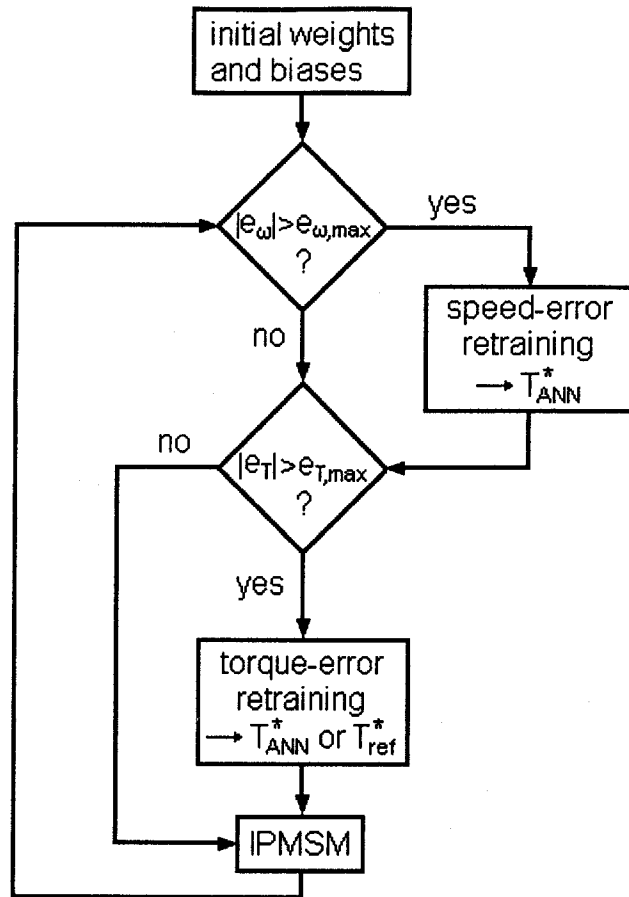 initial weights
and biases
|eω|>eω,max
?
yes
no
speed-error
retraining
→ T*ANN
|eT|>eT,max
?
no
yes
torque-error
retraining
→ T*ANN or T*ref
IPMSM